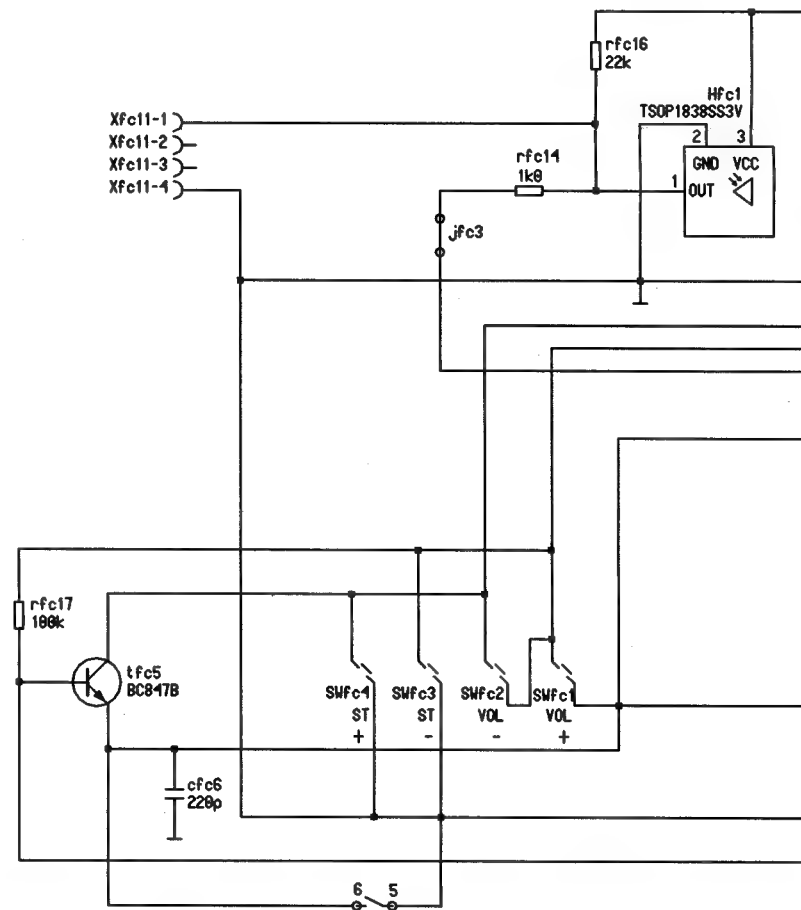 rfc16
22k
Hfc1
TSOP1838SS3V
Xfc11-1
Xfc11-2
Xfc11-3
Xfc11-4
2 3
GND VCC
rfc14
1k0
1
OUT
jfc3
rfc17
100k
tfc5
BC847B
SWfc4
ST
+
SWfc3
ST
-
SWfc2
VOL
-
SWfc1
VOL
+
cfc6
220p
6 5